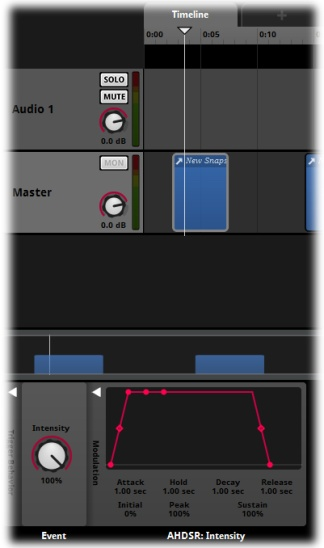 Timeline
+
0:00 0:05 0:10
SOLO
MUTE
Audio 1
0.0 dB
MON
New Snaps
Master
0.0 dB
Trigger Behavior
Intensity
100%
Modulation
Attack Hold Decay Release
1.00 sec 1.00 sec 1.00 sec 1.00 sec
Initial Peak Sustain
0% 100% 100%
Event AHDSR: Intensity